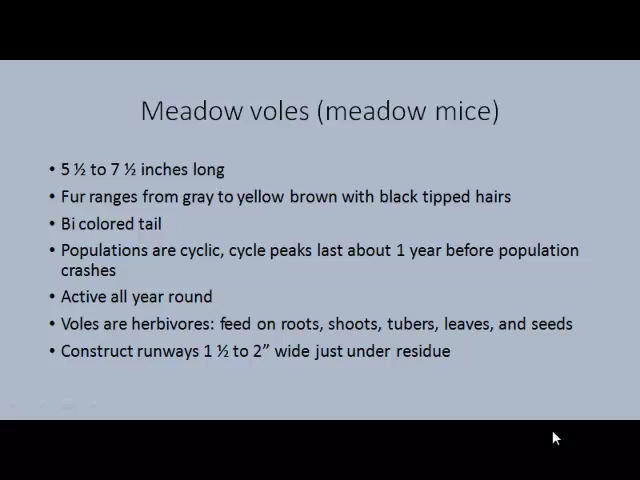 Meadow voles (meadow mice)
• 5 ½ to 7 ½ inches long
• Fur ranges from gray to yellow brown with black tipped hairs
• Bi colored tail
• Populations are cyclic, cycle peaks last about 1 year before population
crashes
• Active all year round
• Voles are herbivores: feed on roots, shoots, tubers, leaves, and seeds
• Construct runways 1 ½ to 2” wide just under residue